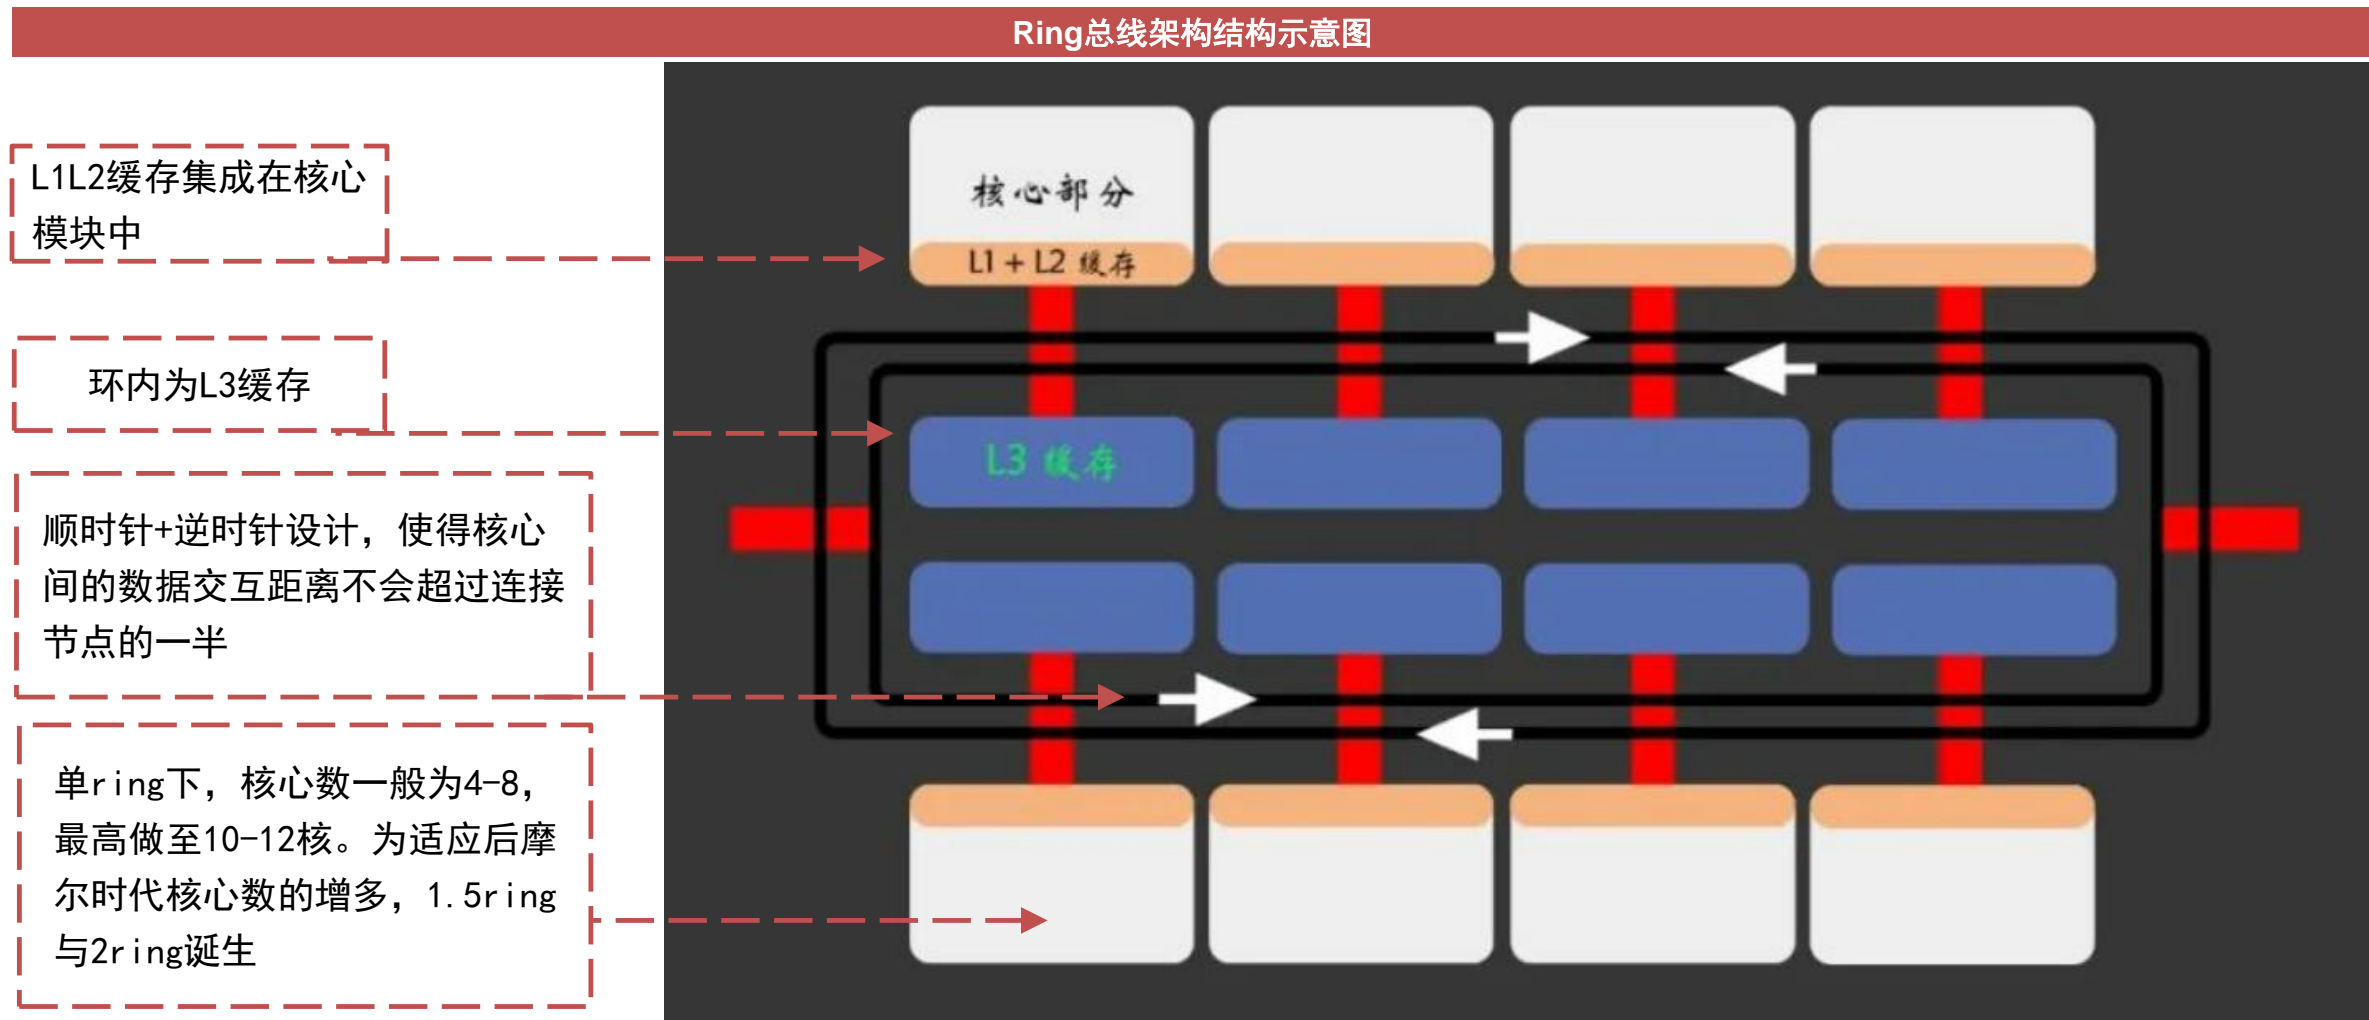 Ring总线架构结构示意图
L1L2缓存集成在核心
模块中
环内为L3缓存
顺时针+逆时针设计，使得核心
间的数据交互距离不会超过连接
节点的一半
单ring下，核心数一般为4-8，
最高做至10-12核。为适应后摩
尔时代核心数的增多，1.5ring
与2ring诞生
核心部分
L1 + L2 缓存
L3 缓存